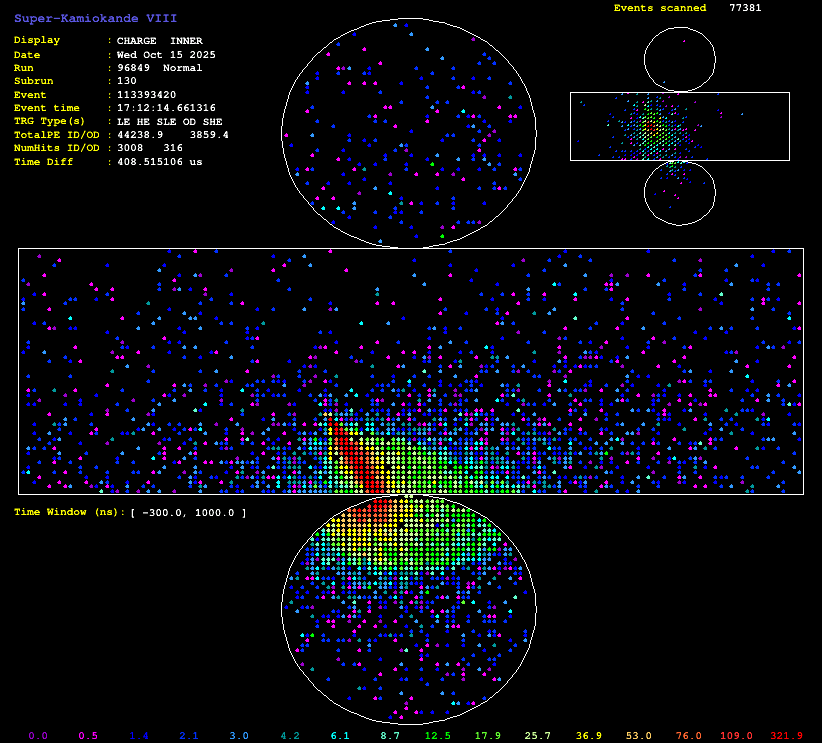 Super-Kamiokande VIII
Events scanned 77381
Display : CHARGE INNER
Date : Wed Oct 15 2025
Run : 96849 Normal
Subrun : 130
Event : 113393420
Event time : 17:12:14.661316
TRG Type(s) : LE HE SLE OD SHE
TotalPE ID/OD : 44238.9 3859.4
NumHits ID/OD : 3008 316
Time Diff : 408.515106 us
Time Window (ns): [ -300.0, 1000.0 ]
0.0 0.5 1.4 2.1 3.0 4.2 6.1 8.7 12.5 17.9 25.7 36.9 53.0 76.0 109.0 321.9